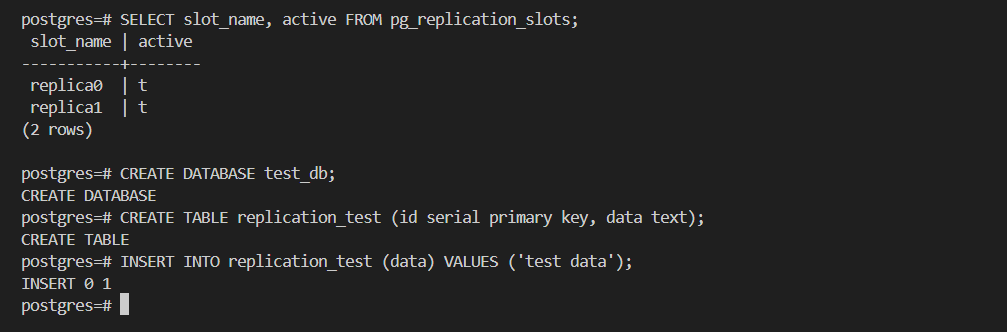 postgres=# SELECT slot_name, active FROM pg_replication_slots;
 slot_name | active
-----------+--------
 replica0  | t
 replica1  | t
(2 rows)

postgres=# CREATE DATABASE test_db;
CREATE DATABASE
postgres=# CREATE TABLE replication_test (id serial primary key, data text);
CREATE TABLE
postgres=# INSERT INTO replication_test (data) VALUES ('test data');
INSERT 0 1
postgres=#